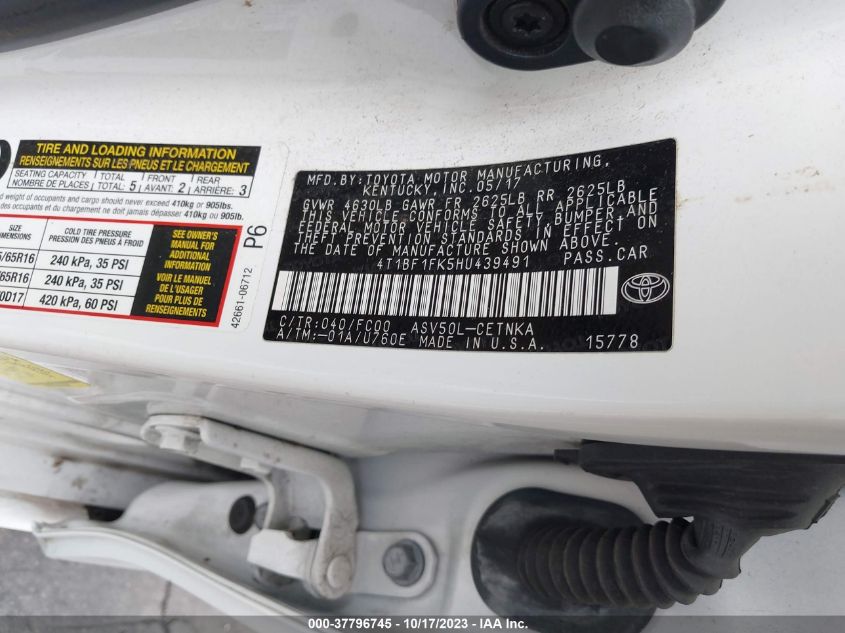 TIRE AND LOADING INFORMATION
RENSEIGNEMENTS SUR LES PNEUS ET LE CHARGEMENT
SEATING CAPACITY TOTAL FRONT REAR
NOMBRE DE PLACES TOTAL: 5 AVANT: 2 ARRIÈRE: 3
ed weight of occupants and cargo should never exceed 410kg or 905lbs.
des occupants et du chargement ne doit jamais dépasser 410kg ou 905lb.
SIZE COLD TIRE PRESSURE
MENSIONS PRESSION DES PNEUS À FROID
/65R16 240 kPa, 35 PSI
/65R16 240 kPa, 35 PSI
0D17 420 kPa, 60 PSI
SEE OWNER'S
MANUAL FOR
ADDITIONAL
INFORMATION
VOIR LE MANUEL
DE L'USAGER
POUR PLUS DE
RENSEIGNEMENTS
P6
42661-06712
MFD.BY:TOYOTA MOTOR MANUFACTURING,
KENTUCKY,INC.05/17
GVWR 4630LB GAWR FR 2625LB RR 2625LB
THIS VEHICLE CONFORMS TO ALL APPLICABLE
FEDERAL MOTOR VEHICLE SAFETY,BUMPER,AND
THEFT PREVENTION STANDARDS IN EFFECT ON
THE DATE OF MANUFACTURE SHOWN ABOVE.
4T1BF1FK5HU439491 PASS.CAR
C/TR:040/FC00 ASV50L-CETNKA
A/TM:-01A/U760E MADE IN U.S.A. 15778
000-37796745 - 10/17/2023 - IAA Inc.